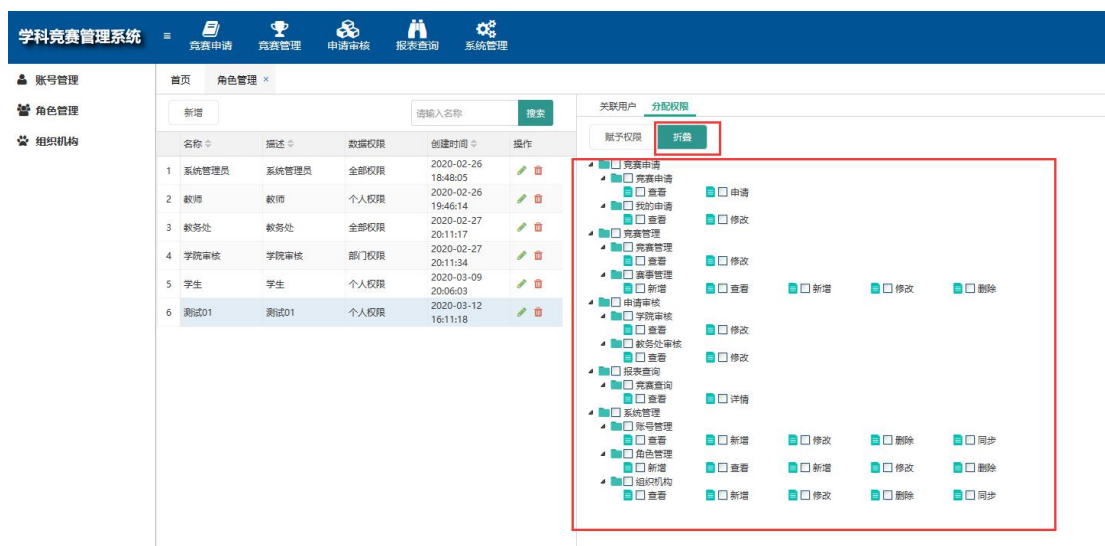 学科竞赛管理系统
竞赛申请 竞赛管理 申请审核 报表查询 系统管理
账号管理
角色管理
组织机构
首页 角色管理 ×
新增 请输入名称 搜索
名称 描述 数据权限 创建时间 操作
1 系统管理员 系统管理员 全部权限 2020-02-26 18:48:05
2 教师 教师 个人权限 2020-02-26 19:46:14
3 教务处 教务处 全部权限 2020-02-27 20:11:17
4 学院审核 学院审核 部门权限 2020-02-27 20:11:34
5 学生 学生 个人权限 2020-03-09 20:06:03
6 测试01 测试01 个人权限 2020-03-12 16:11:18
关联用户 分配权限
赋予权限 折叠
竞赛申请
竞赛申请
查看 申请
我的申请
查看 修改
竞赛管理
竞赛管理
查看 修改
赛事管理
新增 查看 新增 修改 删除
申请审核
学院审核
查看 修改
教务处审核
查看 修改
报表查询
竞赛查询
查看 详情
系统管理
账号管理
查看 新增 修改 删除 同步
角色管理
新增 查看 新增 修改 删除
组织机构
查看 新增 修改 删除 同步